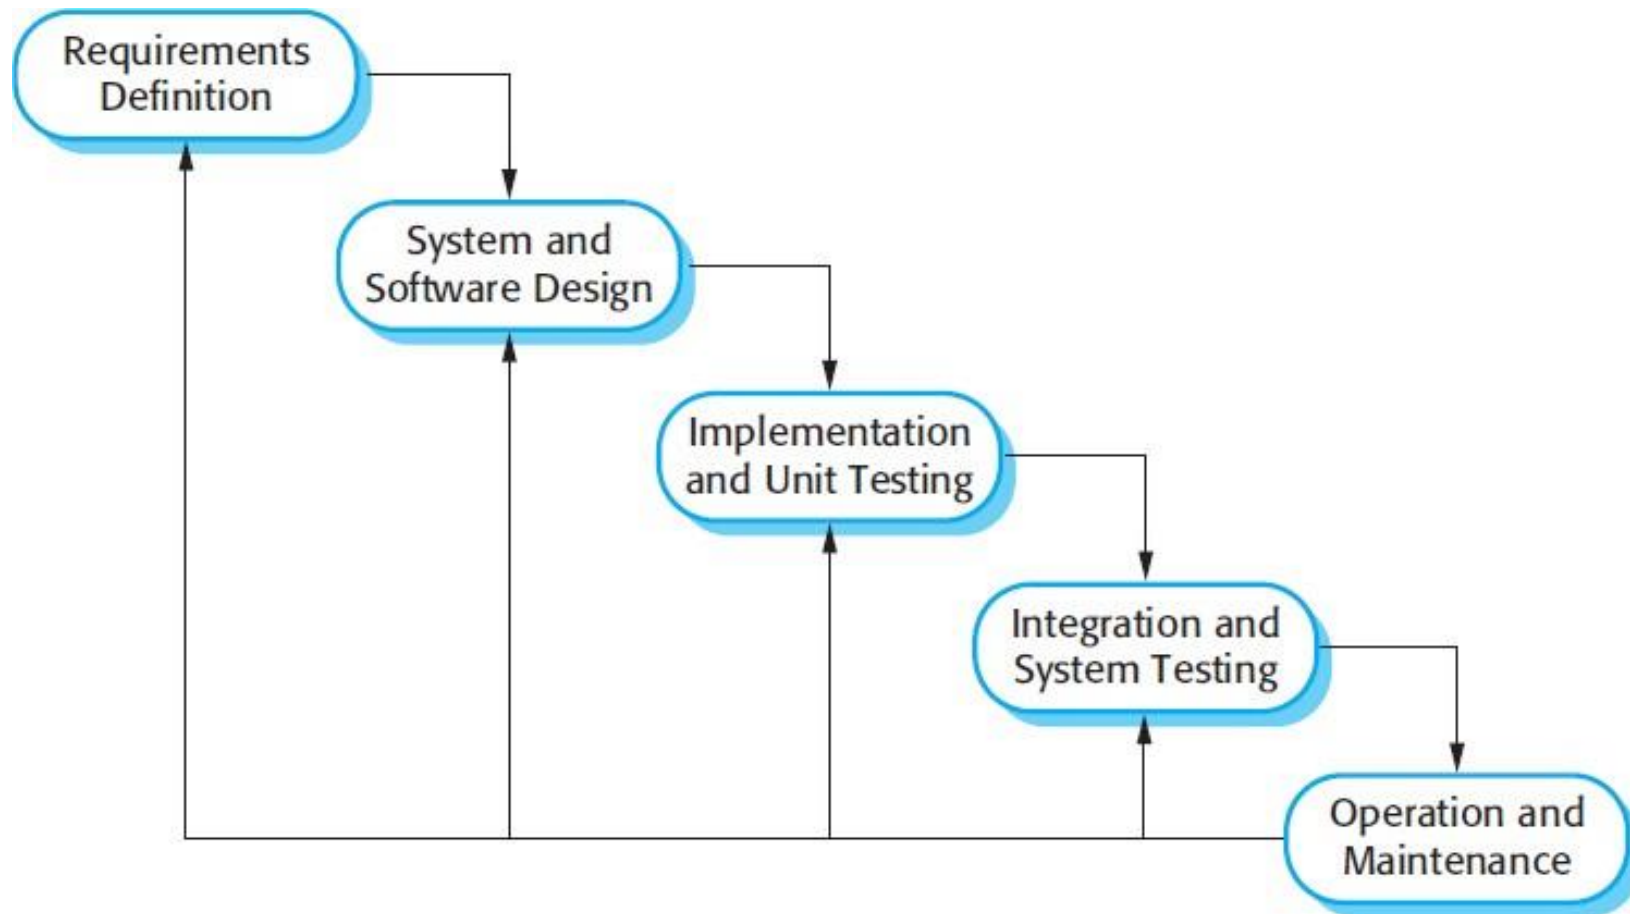 Requirements
Definition
System and
Software Design
Implementation
and Unit Testing
Integration and
System Testing
Operation and
Maintenance